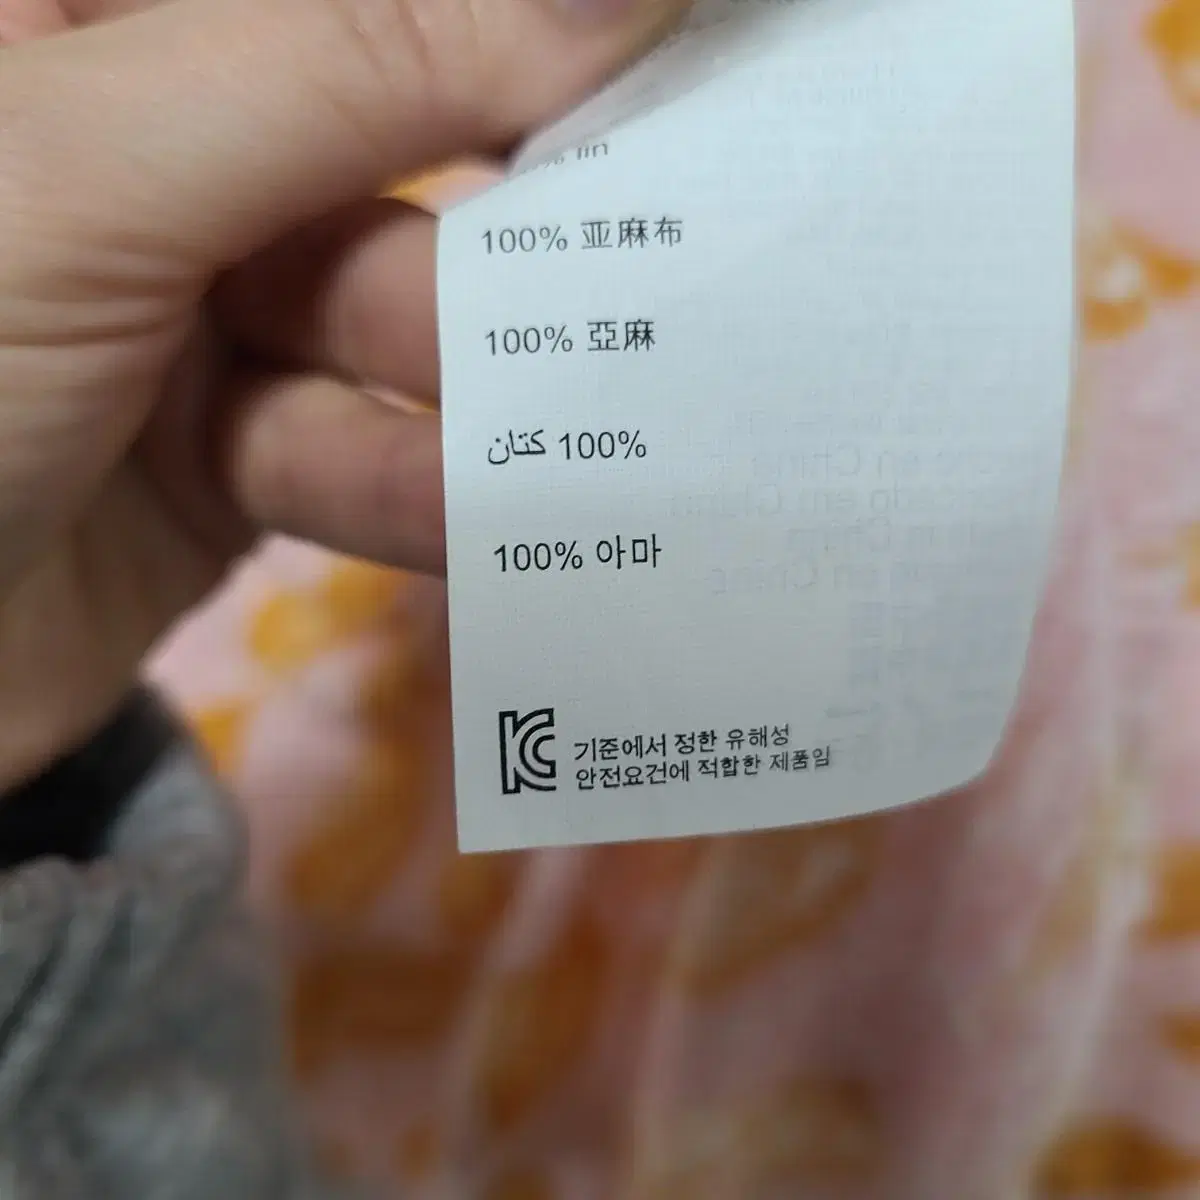 % lin
100% 亚麻布
100% 亞麻
100% كتان
100% 아마
기준에서 정한 유해성
안전요건에 적합한 제품임